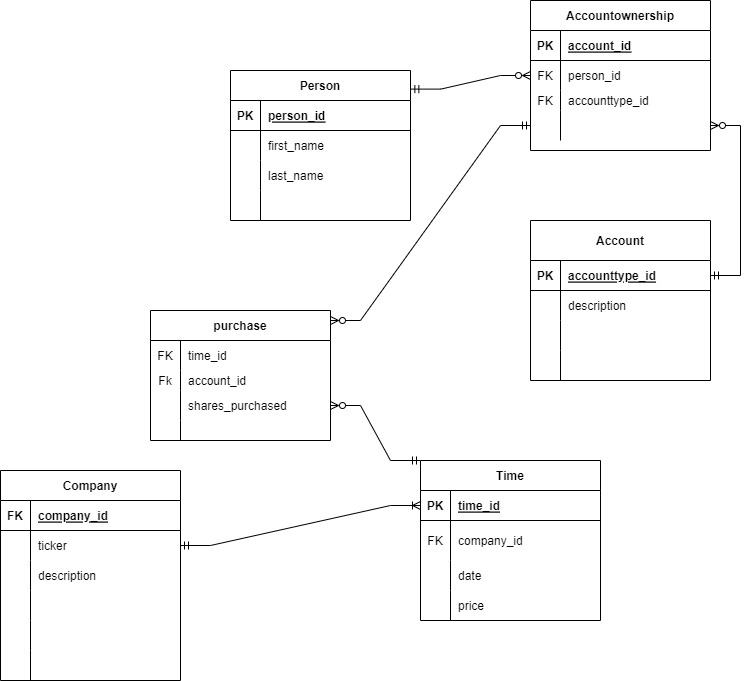 Accountownership
PK account_id
FK person_id
FK accounttype_id
Person
PK person_id
first_name
last_name
Account
PK accounttype_id
description
purchase
FK time_id
Fk account_id
shares_purchased
Time
PK time_id
FK company_id
date
price
Company
FK company_id
ticker
description